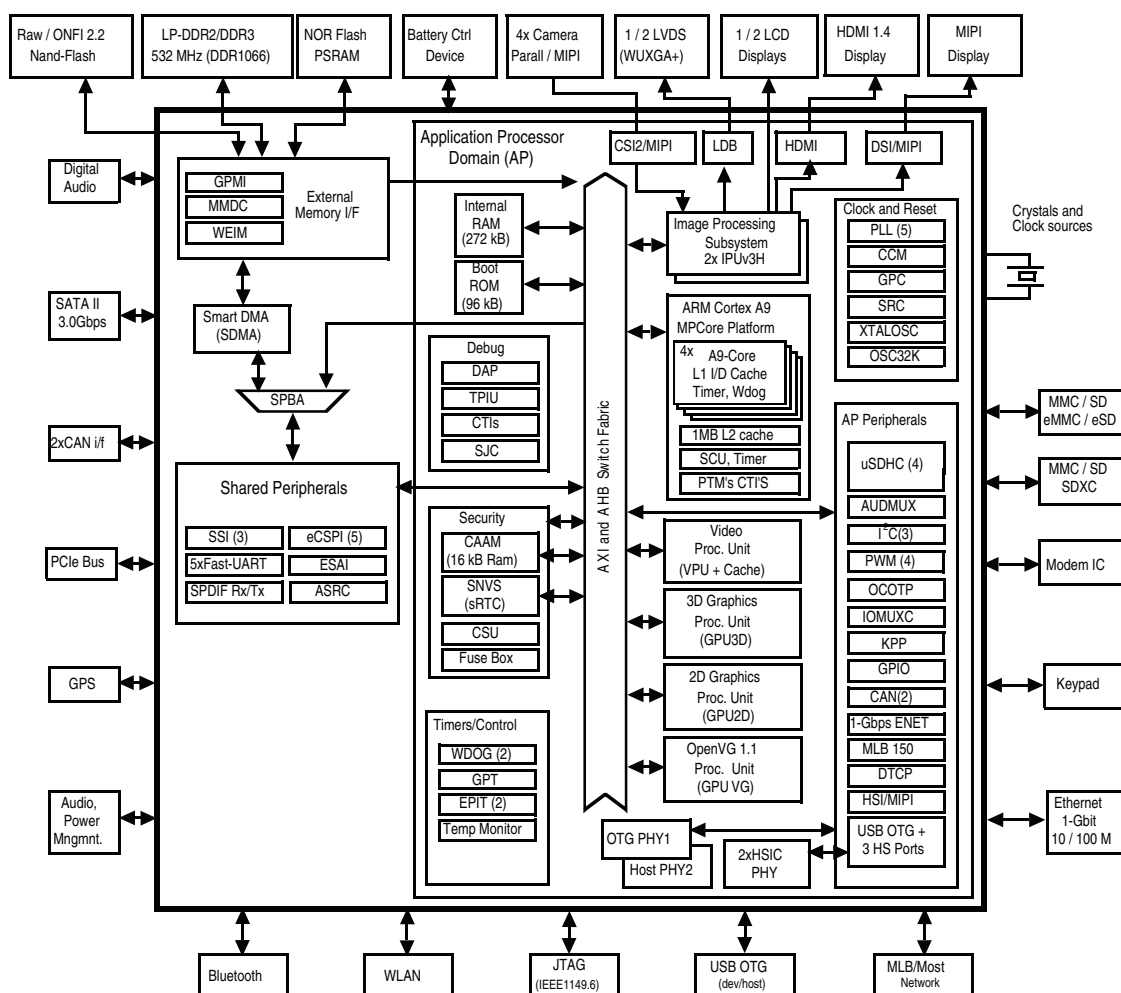 Raw / ONFI 2.2
Nand-Flash
LP-DDR2/DDR3
532 MHz (DDR1066)
NOR Flash
PSRAM
Battery Ctrl
Device
4x Camera
Parall / MIPI
1 / 2 LVDS
(WUXGA+)
1 / 2 LCD
Displays
HDMI 1.4
Display
MIPI
Display
Digital
Audio
SATA II
3.0Gbps
2xCAN i/f
PCIe Bus
GPS
Audio,
Power
Mngmnt.
GPMI
MMDC
WEIM
External
Memory I/F
Smart DMA
(SDMA)
SPBA
Shared Peripherals
SSI (3)
eCSPI (5)
5xFast-UART
ESAI
SPDIF Rx/Tx
ASRC
Application Processor
Domain (AP)
CSI2/MIPI
LDB
HDMI
DSI/MIPI
Internal
RAM
(272 kB)
Boot
ROM
(96 kB)
Debug
DAP
TPIU
CTIs
SJC
Security
CAAM
(16 kB Ram)
SNVS
(sRTC)
CSU
Fuse Box
Timers/Control
WDOG (2)
GPT
EPIT (2)
Temp Monitor
AXI and AHB Switch Fabric
Image Processing
Subsystem
2x IPUv3H
ARM Cortex A9
MPCore Platform
4x
A9-Core
L1 I/D Cache
Timer, Wdog
1MB L2 cache
SCU, Timer
PTM's CTI'S
Video
Proc. Unit
(VPU + Cache)
3D Graphics
Proc. Unit
(GPU3D)
2D Graphics
Proc. Unit
(GPU2D)
OpenVG 1.1
Proc. Unit
(GPU VG)
OTG PHY1
Host PHY2
2xHSIC
PHY
Clock and Reset
PLL (5)
CCM
GPC
SRC
XTALOSC
OSC32K
AP Peripherals
uSDHC (4)
AUDMUX
I²C(3)
PWM (4)
OCOTP
IOMUXC
KPP
GPIO
CAN(2)
1-Gbps ENET
MLB 150
DTCP
HSI/MIPI
USB OTG +
3 HS Ports
Crystals and
Clock sources
MMC / SD
eMMC / eSD
MMC / SD
SDXC
Modem IC
Keypad
Ethernet
1-Gbit
10 / 100 M
Bluetooth
WLAN
JTAG
(IEEE1149.6)
USB OTG
(dev/host)
MLB/Most
Network